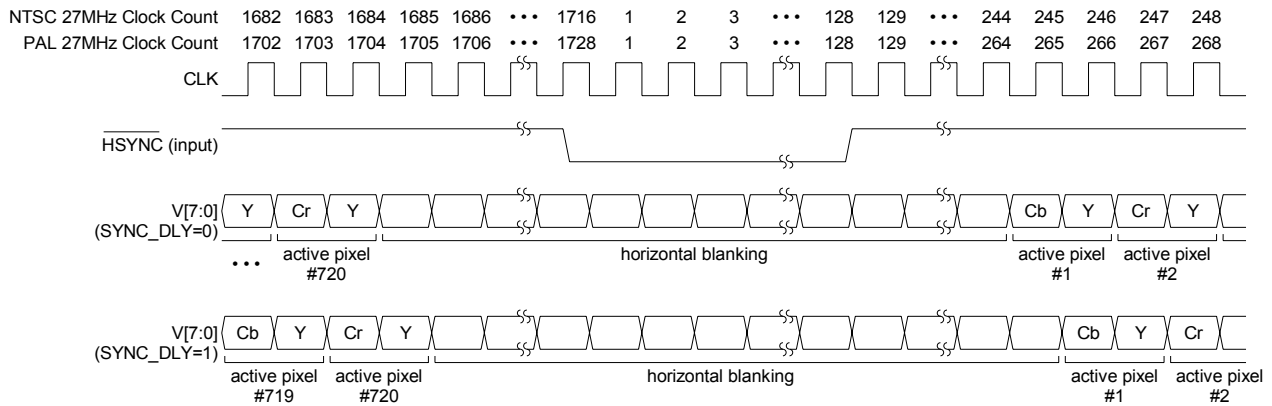 NTSC 27MHz Clock Count 1682 1683 1684 1685 1686 ••• 1716 1 2 3 ••• 128 129 ••• 244 245 246 247 248
PAL 27MHz Clock Count 1702 1703 1704 1705 1706 ••• 1728 1 2 3 ••• 128 129 ••• 264 265 266 267 268
CLK
HSYNC (input)
V[7:0] Y Cr Y Cb Y Cr Y
(SYNC_DLY=0)
••• active pixel horizontal blanking active pixel active pixel
#720 #1 #2
V[7:0] Cb Y Cr Y Cb Y Cr
(SYNC_DLY=1)
active pixel active pixel horizontal blanking active pixel active pixel
#719 #720 #1 #2